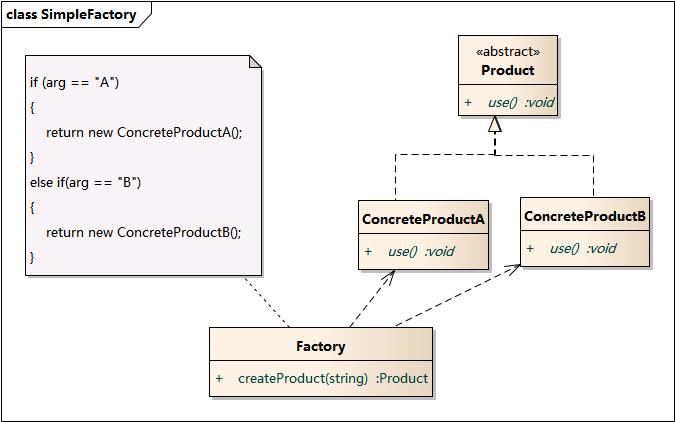 class SimpleFactory
if (arg == "A")
{
return new ConcreteProductA();
}
else if(arg == "B")
{
return new ConcreteProductB();
}
«abstract»
Product
+ use() :void
ConcreteProductA
+ use() :void
ConcreteProductB
+ use() :void
Factory
+ createProduct(string) :Product